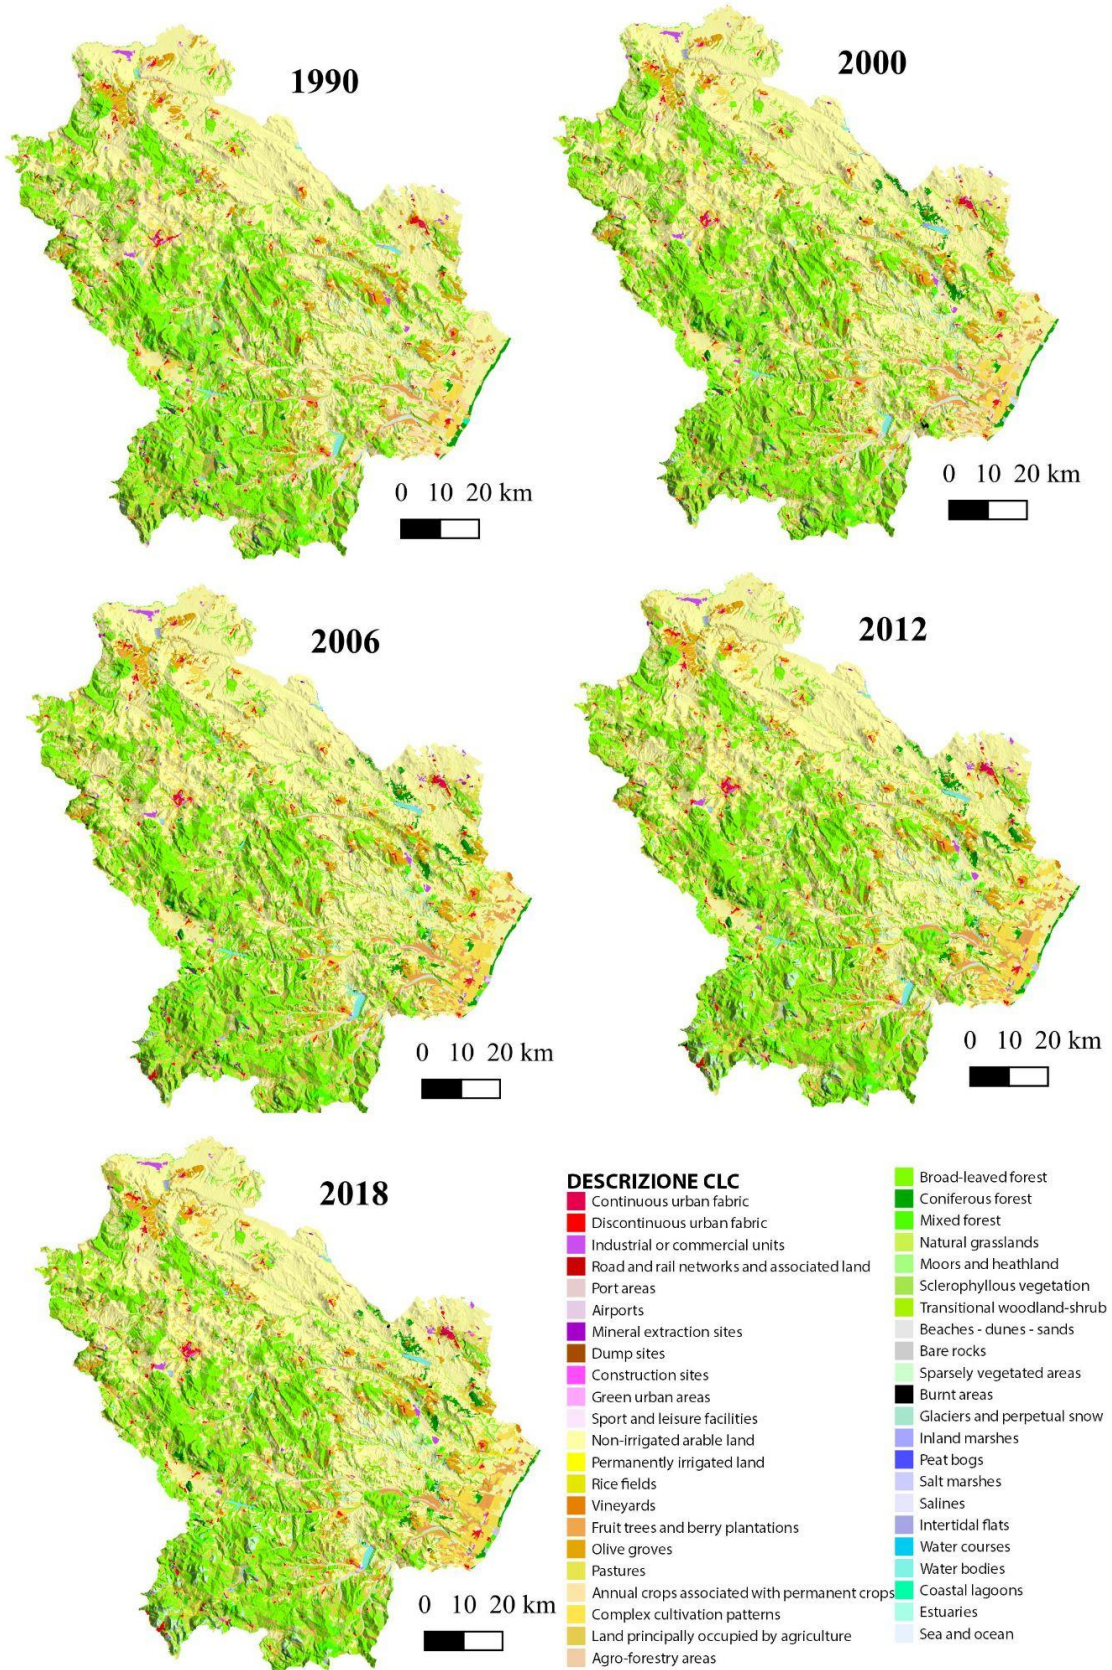 1990
2000
0 10 20 km
0 10 20 km
2006
2012
0 10 20 km
0 10 20 km
2018
0 10 20 km
DESCRIZIONE CLC
Continuous urban fabric
Discontinuous urban fabric
Industrial or commercial units
Road and rail networks and associated land
Port areas
Airports
Mineral extraction sites
Dump sites
Construction sites
Green urban areas
Sport and leisure facilities
Non-irrigated arable land
Permanently irrigated land
Rice fields
Vineyards
Fruit trees and berry plantations
Olive groves
Pastures
Annual crops associated with permanent crops
Complex cultivation patterns
Land principally occupied by agriculture
Agro-forestry areas
Broad-leaved forest
Coniferous forest
Mixed forest
Natural grasslands
Moors and heathland
Sclerophyllous vegetation
Transitional woodland-shrub
Beaches - dunes - sands
Bare rocks
Sparsely vegetated areas
Burnt areas
Glaciers and perpetual snow
Inland marshes
Peat bogs
Salt marshes
Salines
Intertidal flats
Water courses
Water bodies
Coastal lagoons
Estuaries
Sea and ocean